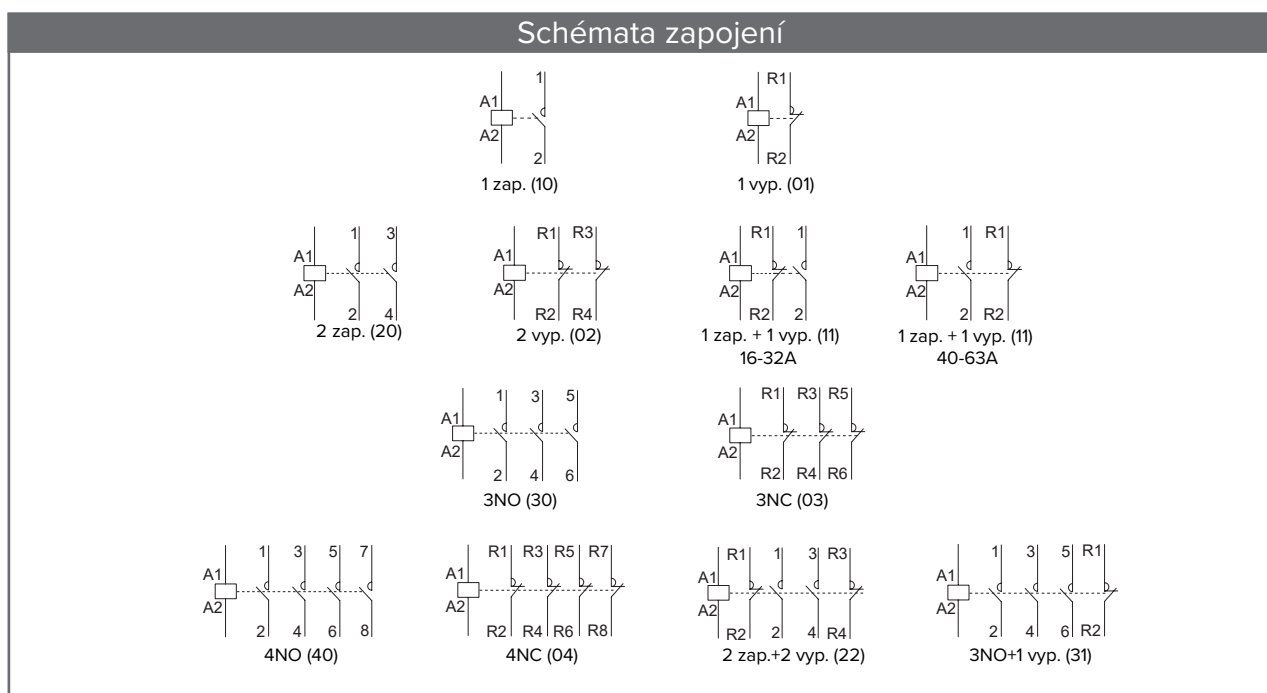 Schémata zapojení
1 R1
A1 A1
A2 A2
2 R2
1 zap. (10) 1 vyp. (01)
1 3 R1 R3 R1 1 1 R1
A1 A1 A1 A1
A2 A2 A2 A2
2 4 R2 R4 R2 2 2 R2
2 zap. (20) 2 vyp. (02) 1 zap. + 1 vyp. (11) 1 zap. + 1 vyp. (11)
16-32A 40-63A
1 3 5 R1 R3 R5
A1 A1
A2 A2
2 4 6 R2 R4 R6
3NO (30) 3NC (03)
1 3 5 7 R1 R3 R5 R7 R1 1 3 R3 1 3 5 R1
A1 A1 A1 A1
A2 A2 A2 A2
2 4 6 8 R2 R4 R6 R8 R2 2 4 R4 2 4 6 R2
4NO (40) 4NC (04) 2 zap.+2 vyp. (22) 3NO+1 vyp. (31)